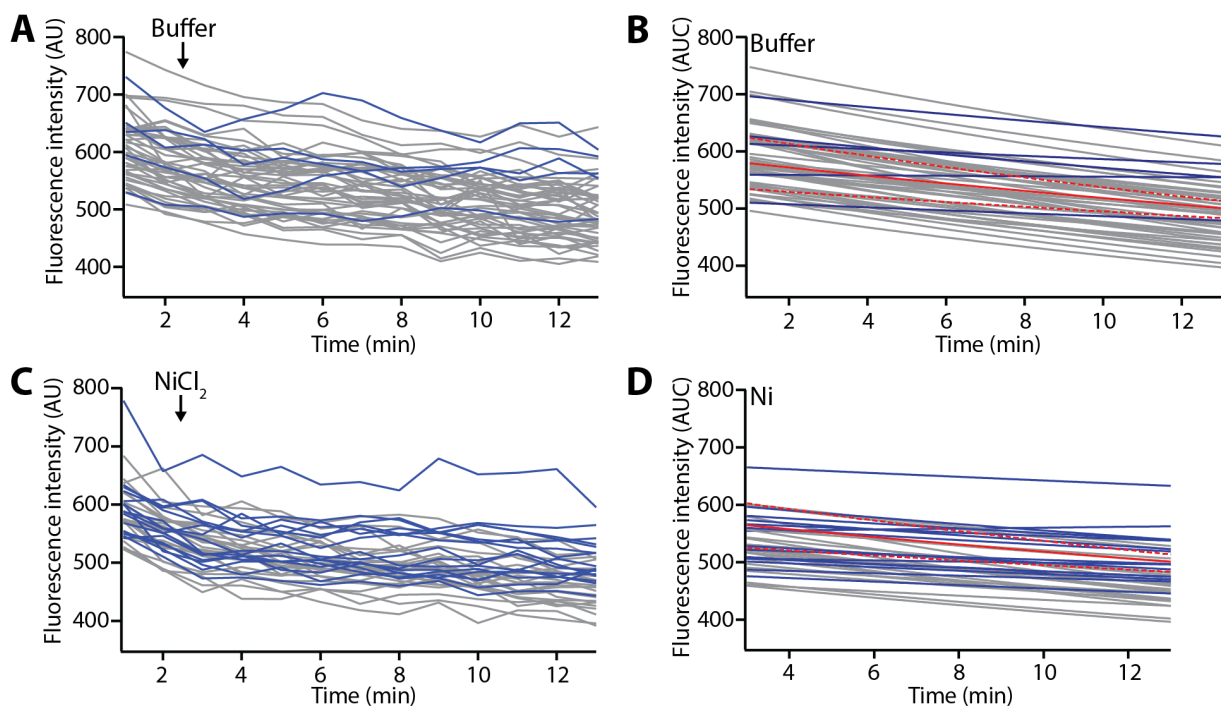 A
Buffer
Fluorescence intensity (AU)
800
700
600
500
400
2 4 6 8 10 12
Time (min)
B
Buffer
Fluorescence intensity (AUC)
800
700
600
500
400
2 4 6 8 10 12
Time (min)
C
NiCl2
Fluorescence intensity (AU)
800
700
600
500
400
2 4 6 8 10 12
Time (min)
D
Ni
Fluorescence intensity (AUC)
800
700
600
500
400
4 6 8 10 12
Time (min)